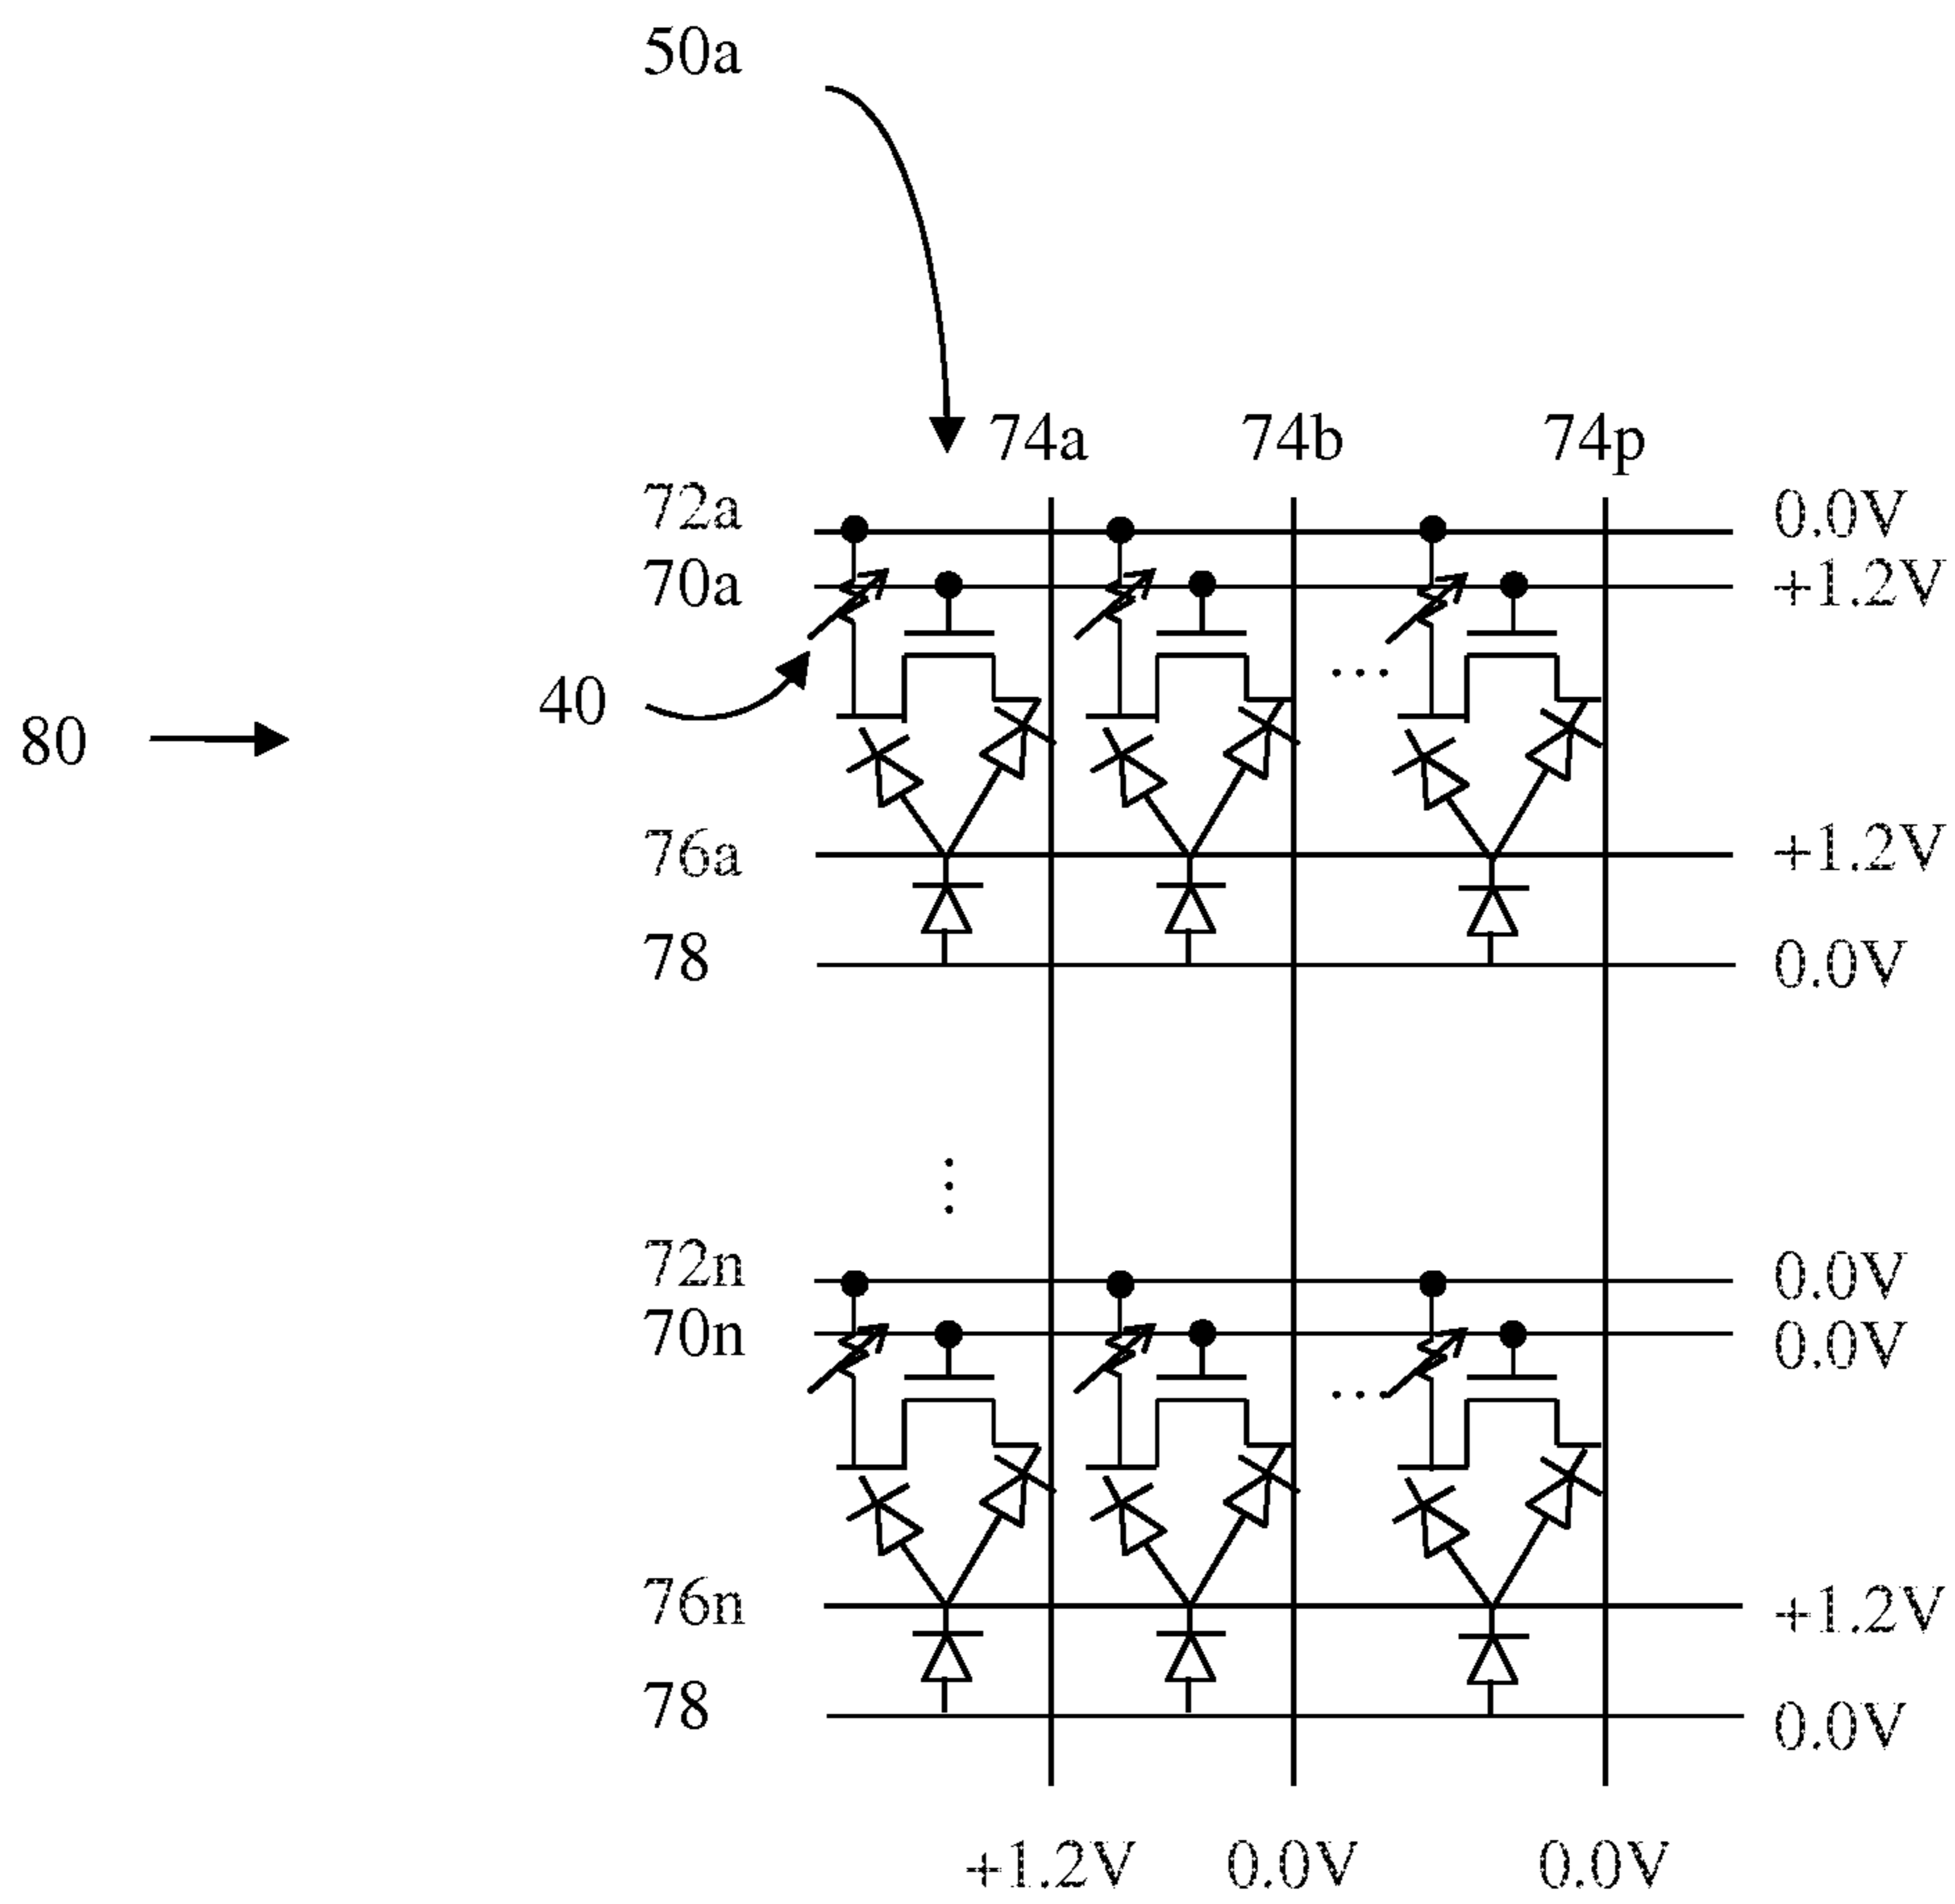 50a
74a 74b 74p
72a 0.0V
70a +1.2V
...
40
80
76a +1.2V
78 0.0V
72n 0.0V
70n 0.0V
...
76n +1.2V
78 0.0V
+1.2V 0.0V 0.0V